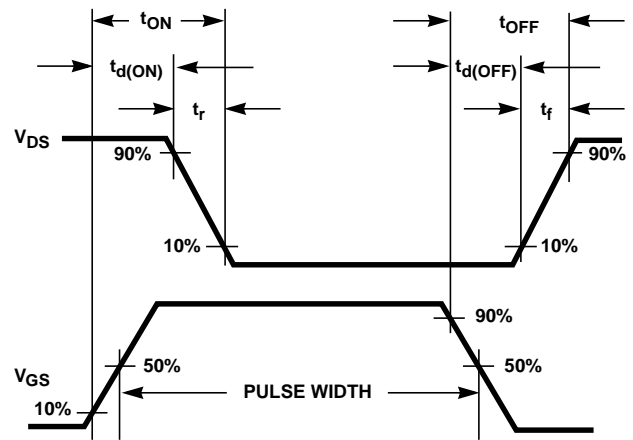 tON
tOFF
td(ON)
td(OFF)
tr
tf
VDS
90%
90%
10%
10%
90%
VGS
50%
50%
PULSE WIDTH
10%